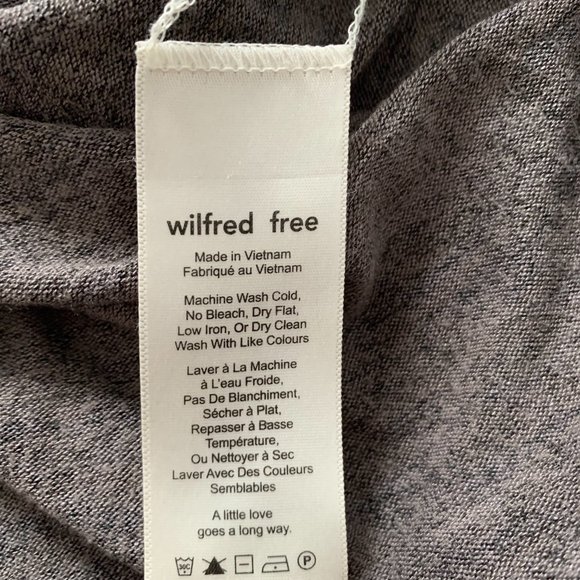 wilfred free
Made in Vietnam
Fabriqué au Vietnam
Machine Wash Cold,
No Bleach, Dry Flat,
Low Iron, Or Dry Clean
Wash With Like Colours
Laver à La Machine
à L'eau Froide,
Pas De Blanchiment,
Sécher à Plat,
Repasser à Basse
Température,
Ou Nettoyer à Sec
Laver Avec Des Couleurs
Semblables
A little love
goes a long way.
30C P